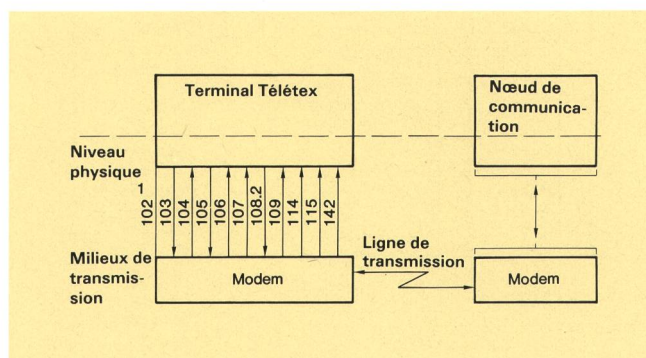 Terminal Télétex
Nœud de
communica-
tion
Niveau
physique
1
102
103
104
105
106
107
108.2
109
114
115
142
Milieux de
transmis-
sion
Modem
Ligne de
transmission
Modem